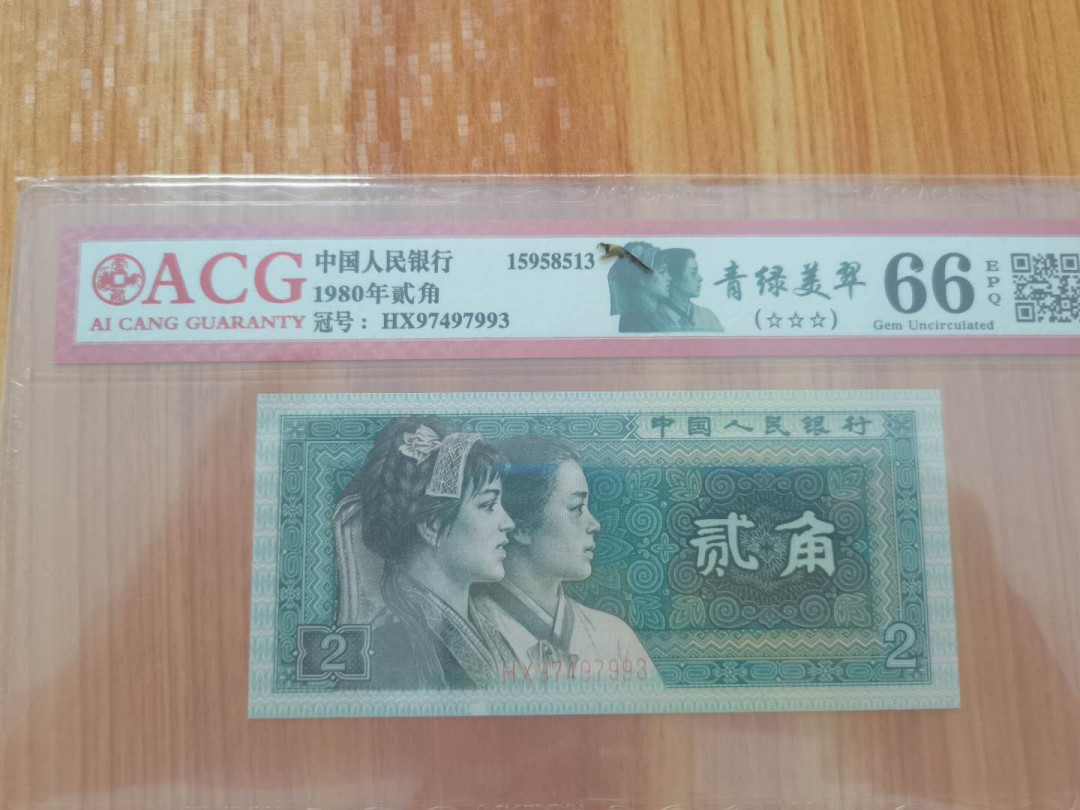 ACG
AI CANG GUARANTY
中国人民银行 15958513
1980年贰角
冠号：HX97497993
青绿美翠
(☆☆☆)
66
EPQ
Gem Uncirculated
中国人民银行
贰角
2
2
HX97497993